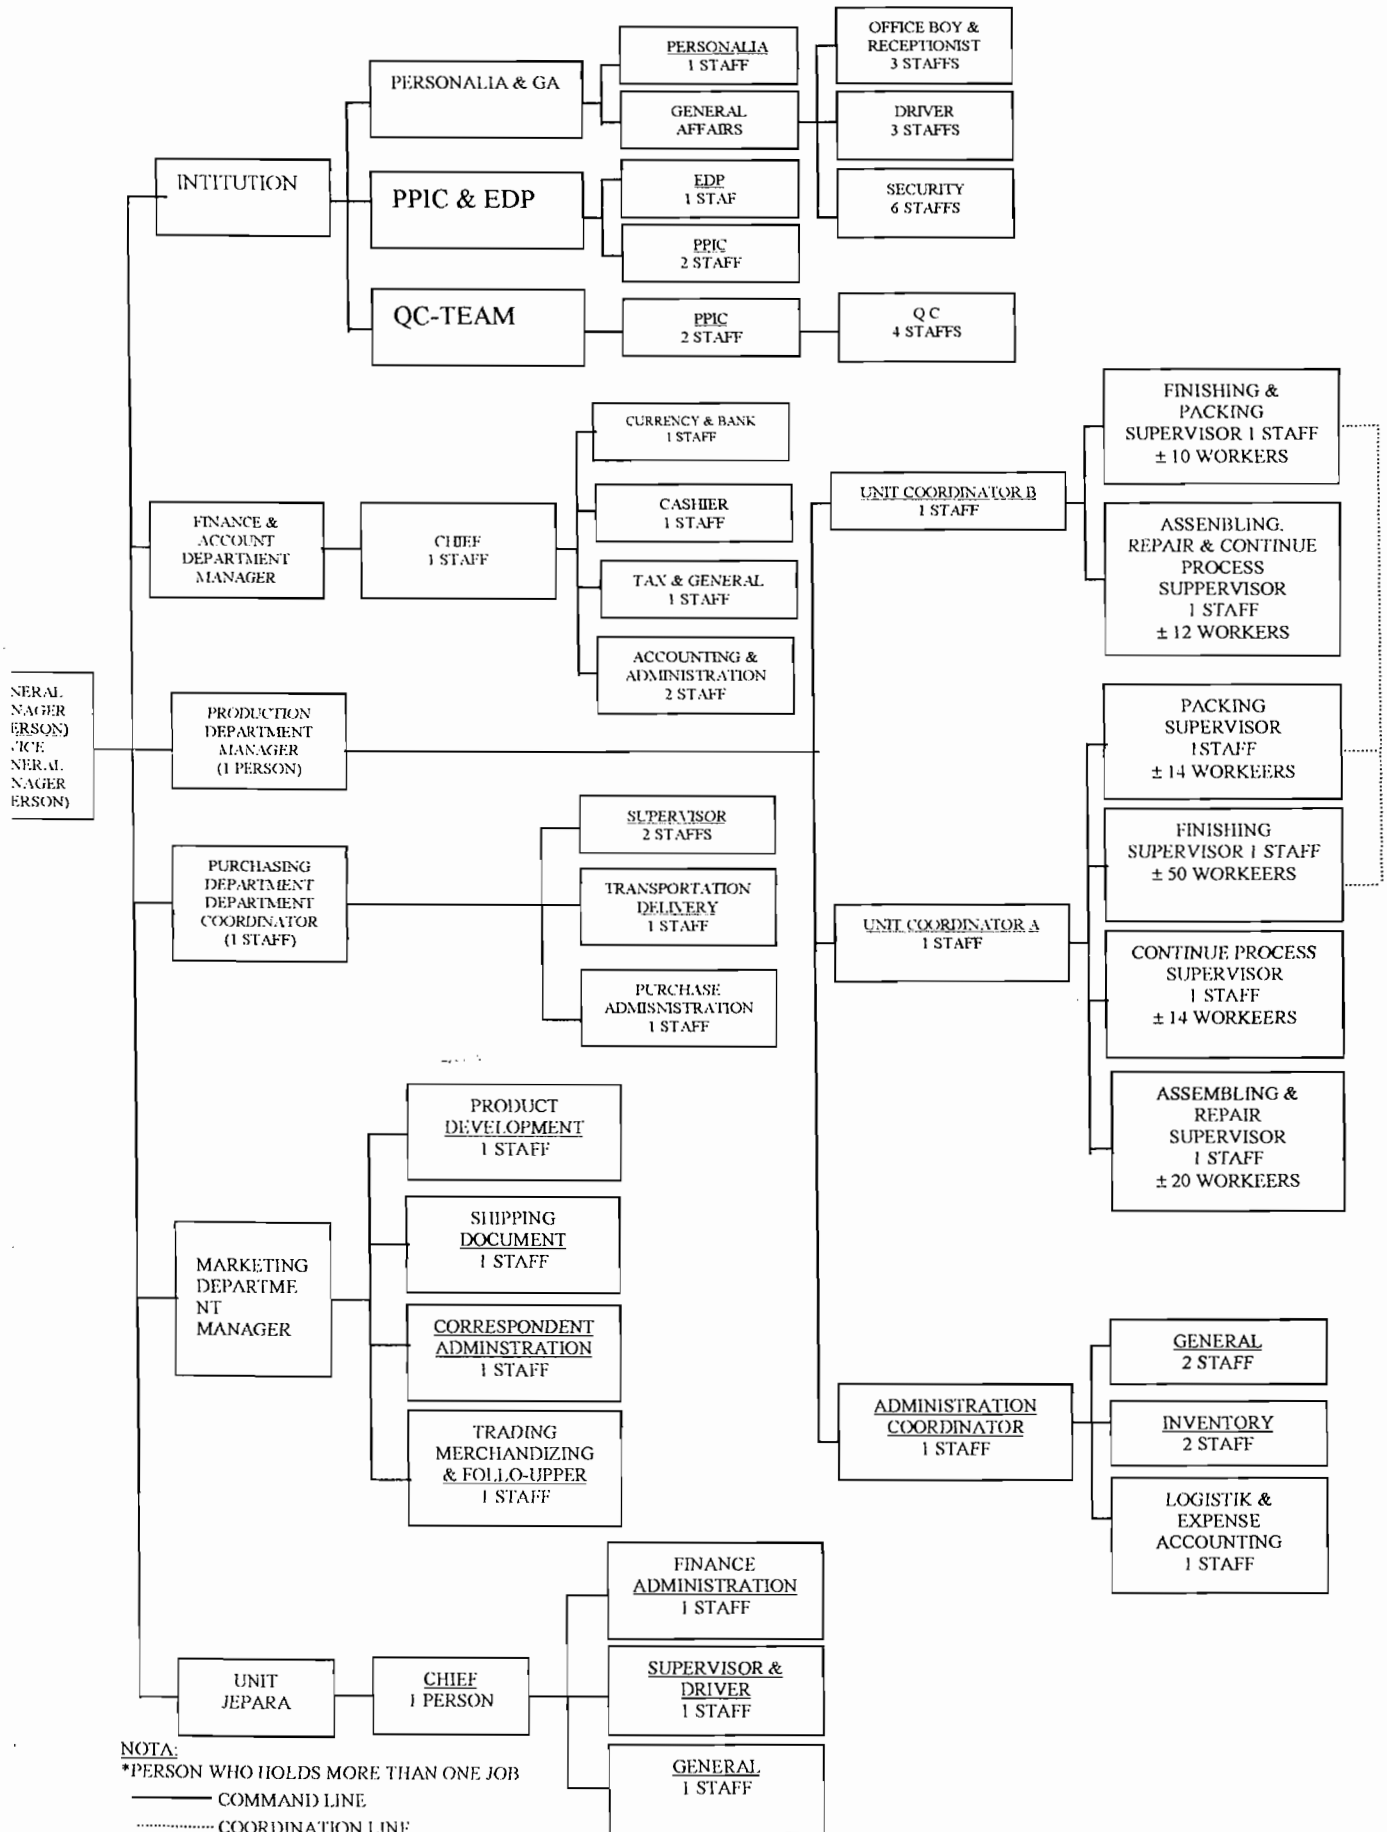 PERSONALIA & GA
PERSONALIA
1 STAFF
GENERAL
AFFAIRS
OFFICE BOY &
RECEPTIONIST
3 STAFFS
DRIVER
3 STAFFS
SECURITY
6 STAFFS
INTITUTION
PPIC & EDP
EDP
1 STAF
PPIC
2 STAFF
QC-TEAM
PPIC
2 STAFF
Q C
4 STAFFS
FINANCE &
ACCOUNT
DEPARTMENT
MANAGER
CHIEF
1 STAFF
CURRENCY & BANK
1 STAFF
CASHIER
1 STAFF
TAX & GENERAL
1 STAFF
ACCOUNTING &
ADMINISTRATION
2 STAFF
NERAL
NAGER
ERSON)
VICE
NERAL
NAGER
ERSON)
PRODUCTION
DEPARTMENT
MANAGER
(1 PERSON)
UNIT COORDINATOR B
1 STAFF
FINISHING &
PACKING
SUPERVISOR 1 STAFF
± 10 WORKERS
ASSENBLING,
REPAIR & CONTINUE
PROCESS
SUPPERVISOR
1 STAFF
± 12 WORKERS
UNIT COORDINATOR A
1 STAFF
PACKING
SUPERVISOR
1STAFF
± 14 WORKEERS
FINISHING
SUPERVISOR 1 STAFF
± 50 WORKEERS
CONTINUE PROCESS
SUPERVISOR
1 STAFF
± 14 WORKEERS
ASSEMBLING &
REPAIR
SUPERVISOR
1 STAFF
± 20 WORKEERS
ADMINISTRATION
COORDINATOR
1 STAFF
GENERAL
2 STAFF
INVENTORY
2 STAFF
LOGISTIK &
EXPENSE
ACCOUNTING
1 STAFF
PURCHASING
DEPARTMENT
DEPARTMENT
COORDINATOR
(1 STAFF)
SUPERVISOR
2 STAFFS
TRANSPORTATION
DELIVERY
1 STAFF
PURCHASE
ADMISNISTRATION
1 STAFF
MARKETING
DEPARTME
NT
MANAGER
PRODUCT
DEVELOPMENT
1 STAFF
SHIPPING
DOCUMENT
1 STAFF
CORRESPONDENT
ADMINSTRATION
1 STAFF
TRADING
MERCHANDIZING
& FOLLO-UPPER
1 STAFF
UNIT
JEPARA
CHIEF
1 PERSON
FINANCE
ADMINISTRATION
1 STAFF
SUPERVISOR &
DRIVER
1 STAFF
GENERAL
1 STAFF
NOTA:
*PERSON WHO HOLDS MORE THAN ONE JOB
COMMAND LINE
COORDINATION LINE